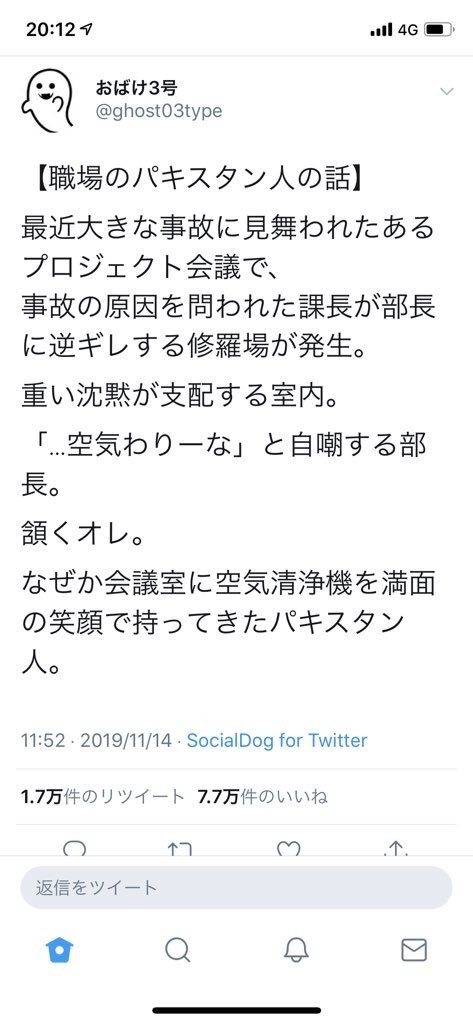 20:12
4G
おばけ3号
@ghost03type
【職場のパキスタン人の話】
最近大きな事故に見舞われたある
プロジェクト会議で、
事故の原因を問われた課長が部長
に逆ギレする修羅場が発生。
重い沈黙が支配する室内。
「...空気わりーな」と自嘲する部
長。
頷くオレ。
なぜか会議室に空気清浄機を満面
の笑顔で持ってきたパキスタン
人。
11:52 · 2019/11/14 · SocialDog for Twitter
1.7万件のリツイート 7.7万件のいいね
返信をツイート